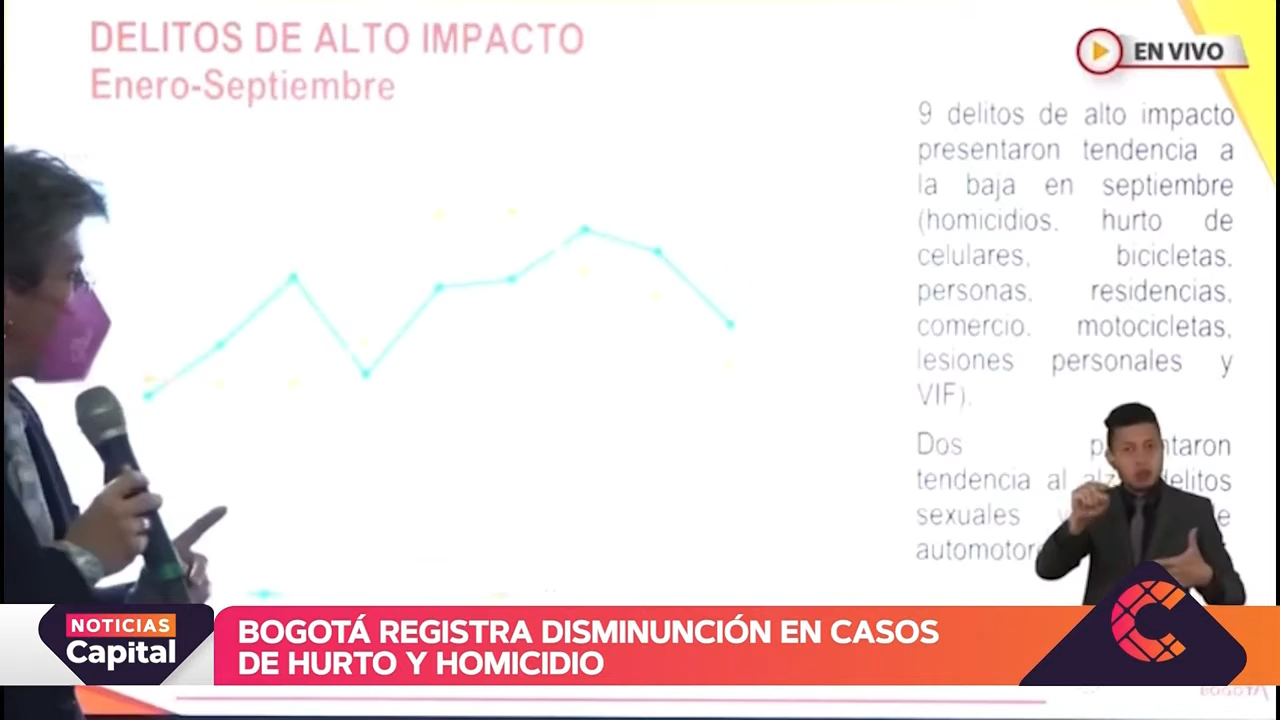 DELITOS DE ALTO IMPACTO
Enero-Septiembre
EN VIVO
9 delitos de alto impacto
presentaron tendencia a
la baja en septiembre
(homicidios, hurto de
celulares, bicicletas,
personas, residencias,
comercio, motocicletas,
lesiones personales y
VIF).
Dos
tendencia al delitos
sexuales
NOTICIAS
Capital
BOGOTÁ REGISTRA DISMINUNCIÓN EN CASOS
DE HURTO Y HOMICIDIO
BOGOTÁ